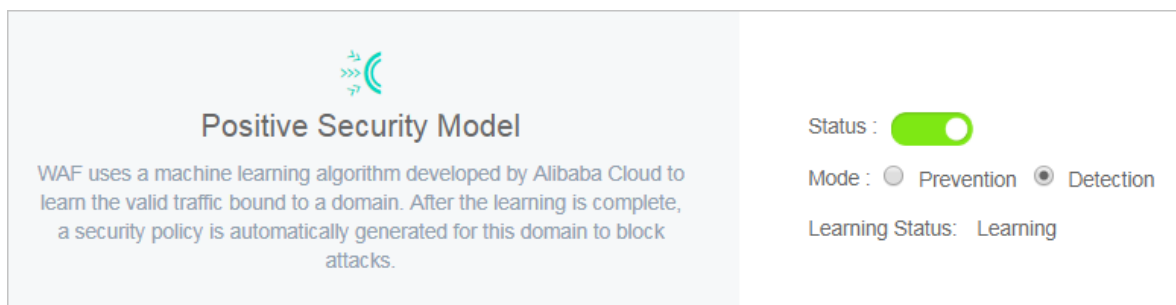 Positive Security Model
WAF uses a machine learning algorithm developed by Alibaba Cloud to
learn the valid traffic bound to a domain. After the learning is complete,
a security policy is automatically generated for this domain to block
attacks.
Status :
Mode : Prevention Detection
Learning Status: Learning